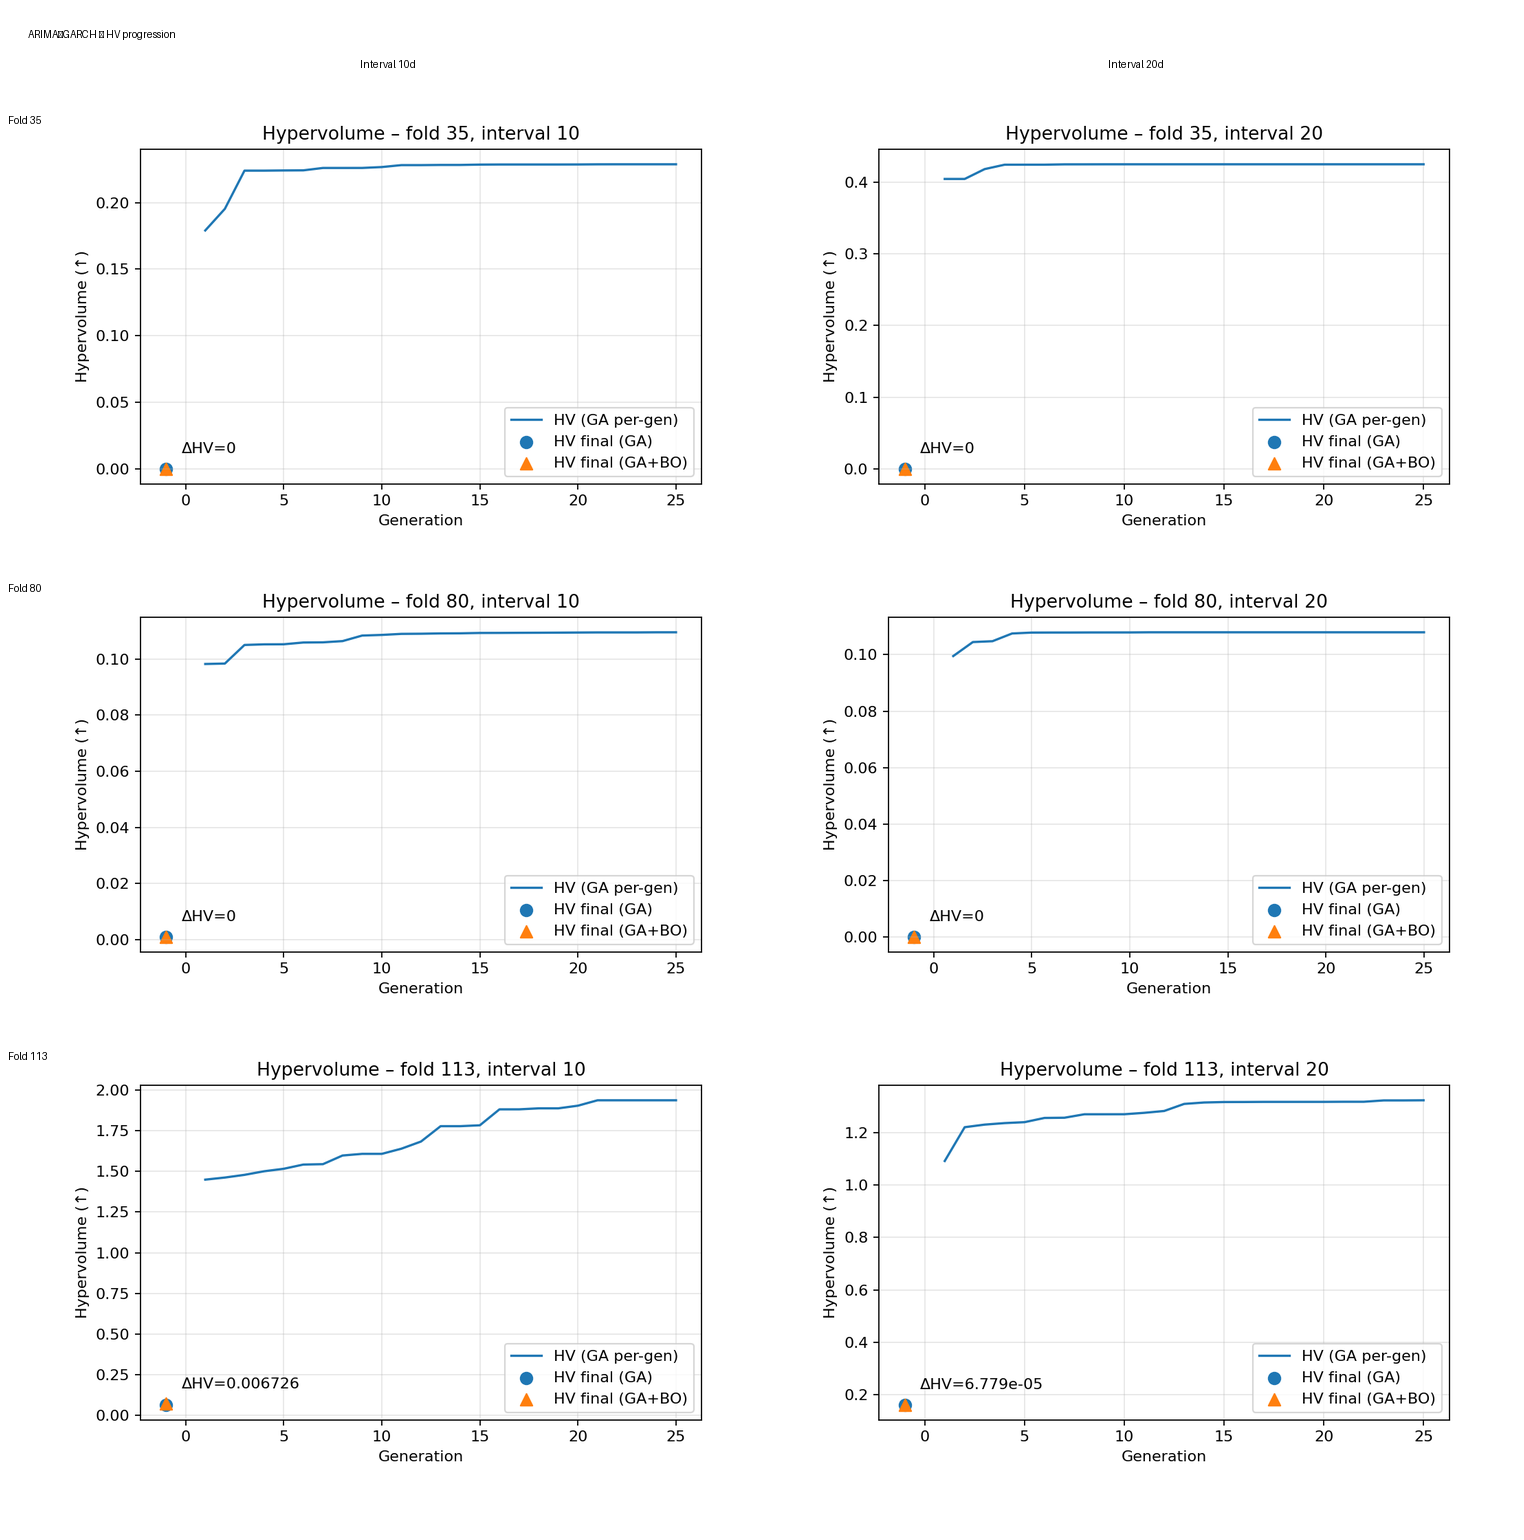 ARIMA▯GARCH ▯ HV progression
Interval 10d
Interval 20d
Fold 35
Hypervolume – fold 35, interval 10
Hypervolume (↑)
0.20
0.15
0.10
0.05
0.00
ΔHV=0
HV (GA per-gen)
HV final (GA)
HV final (GA+BO)
0 5 10 15 20 25
Generation
Hypervolume – fold 35, interval 20
Hypervolume (↑)
0.4
0.3
0.2
0.1
0.0
ΔHV=0
HV (GA per-gen)
HV final (GA)
HV final (GA+BO)
0 5 10 15 20 25
Generation
Fold 80
Hypervolume – fold 80, interval 10
Hypervolume (↑)
0.10
0.08
0.06
0.04
0.02
0.00
ΔHV=0
HV (GA per-gen)
HV final (GA)
HV final (GA+BO)
0 5 10 15 20 25
Generation
Hypervolume – fold 80, interval 20
Hypervolume (↑)
0.10
0.08
0.06
0.04
0.02
0.00
ΔHV=0
HV (GA per-gen)
HV final (GA)
HV final (GA+BO)
0 5 10 15 20 25
Generation
Fold 113
Hypervolume – fold 113, interval 10
Hypervolume (↑)
2.00
1.75
1.50
1.25
1.00
0.75
0.50
0.25
0.00
ΔHV=0.006726
HV (GA per-gen)
HV final (GA)
HV final (GA+BO)
0 5 10 15 20 25
Generation
Hypervolume – fold 113, interval 20
Hypervolume (↑)
1.2
1.0
0.8
0.6
0.4
0.2
ΔHV=6.779e-05
HV (GA per-gen)
HV final (GA)
HV final (GA+BO)
0 5 10 15 20 25
Generation